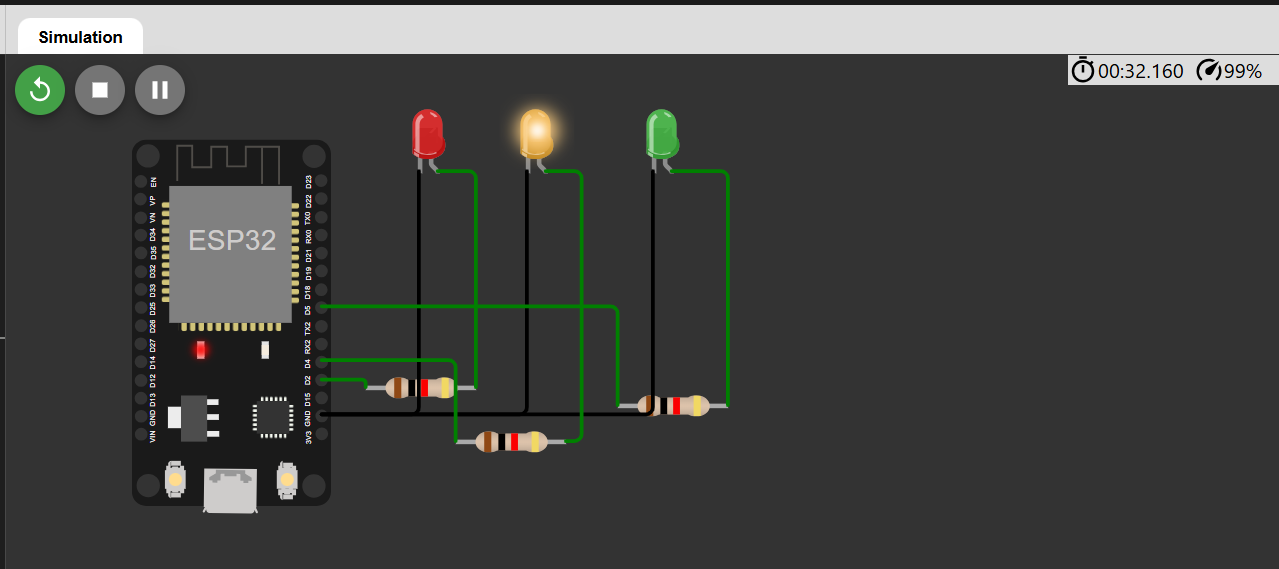 Simulation
00:32.160 99%
ESP32
EN
VP
VN
D34
D35
D32
D33
D25
D26
D27
D14
D12
D13
GND
VIN
D23
D22
TX0
RX0
D21
D19
D18
D5
TX2
RX2
D4
D2
D15
GND
3V3